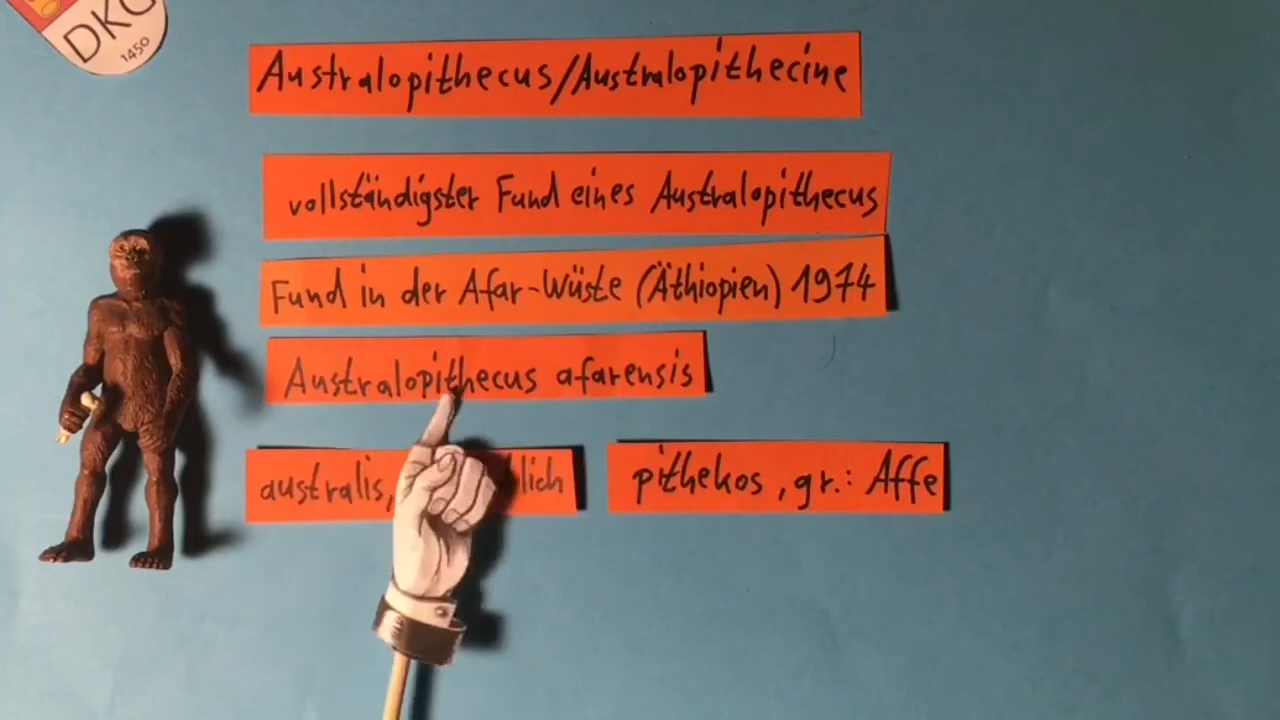 DKG
1450
Australopithecus/Australopithecine
vollständigster Fund eines Australopithecus
Fund in der Afar-Wüste (Äthiopien) 1974
Australopithecus afarensis
australis, lich
pithekos, gr.: Affe